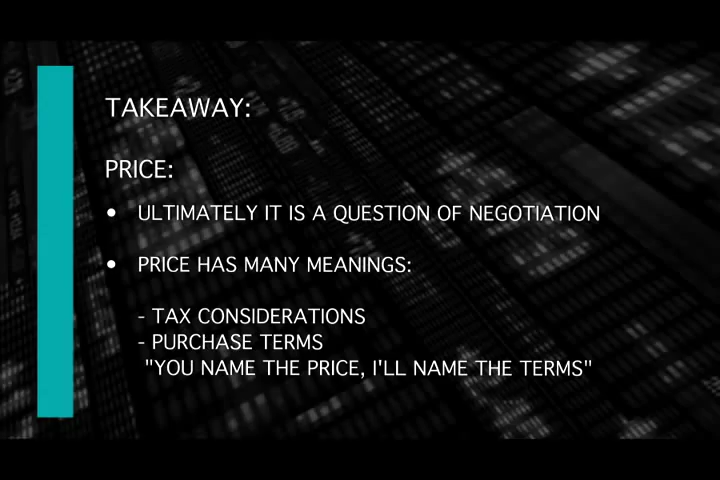 TAKEAWAY:
PRICE:
• ULTIMATELY IT IS A QUESTION OF NEGOTIATION
• PRICE HAS MANY MEANINGS:
- TAX CONSIDERATIONS
- PURCHASE TERMS
"YOU NAME THE PRICE, I'LL NAME THE TERMS"